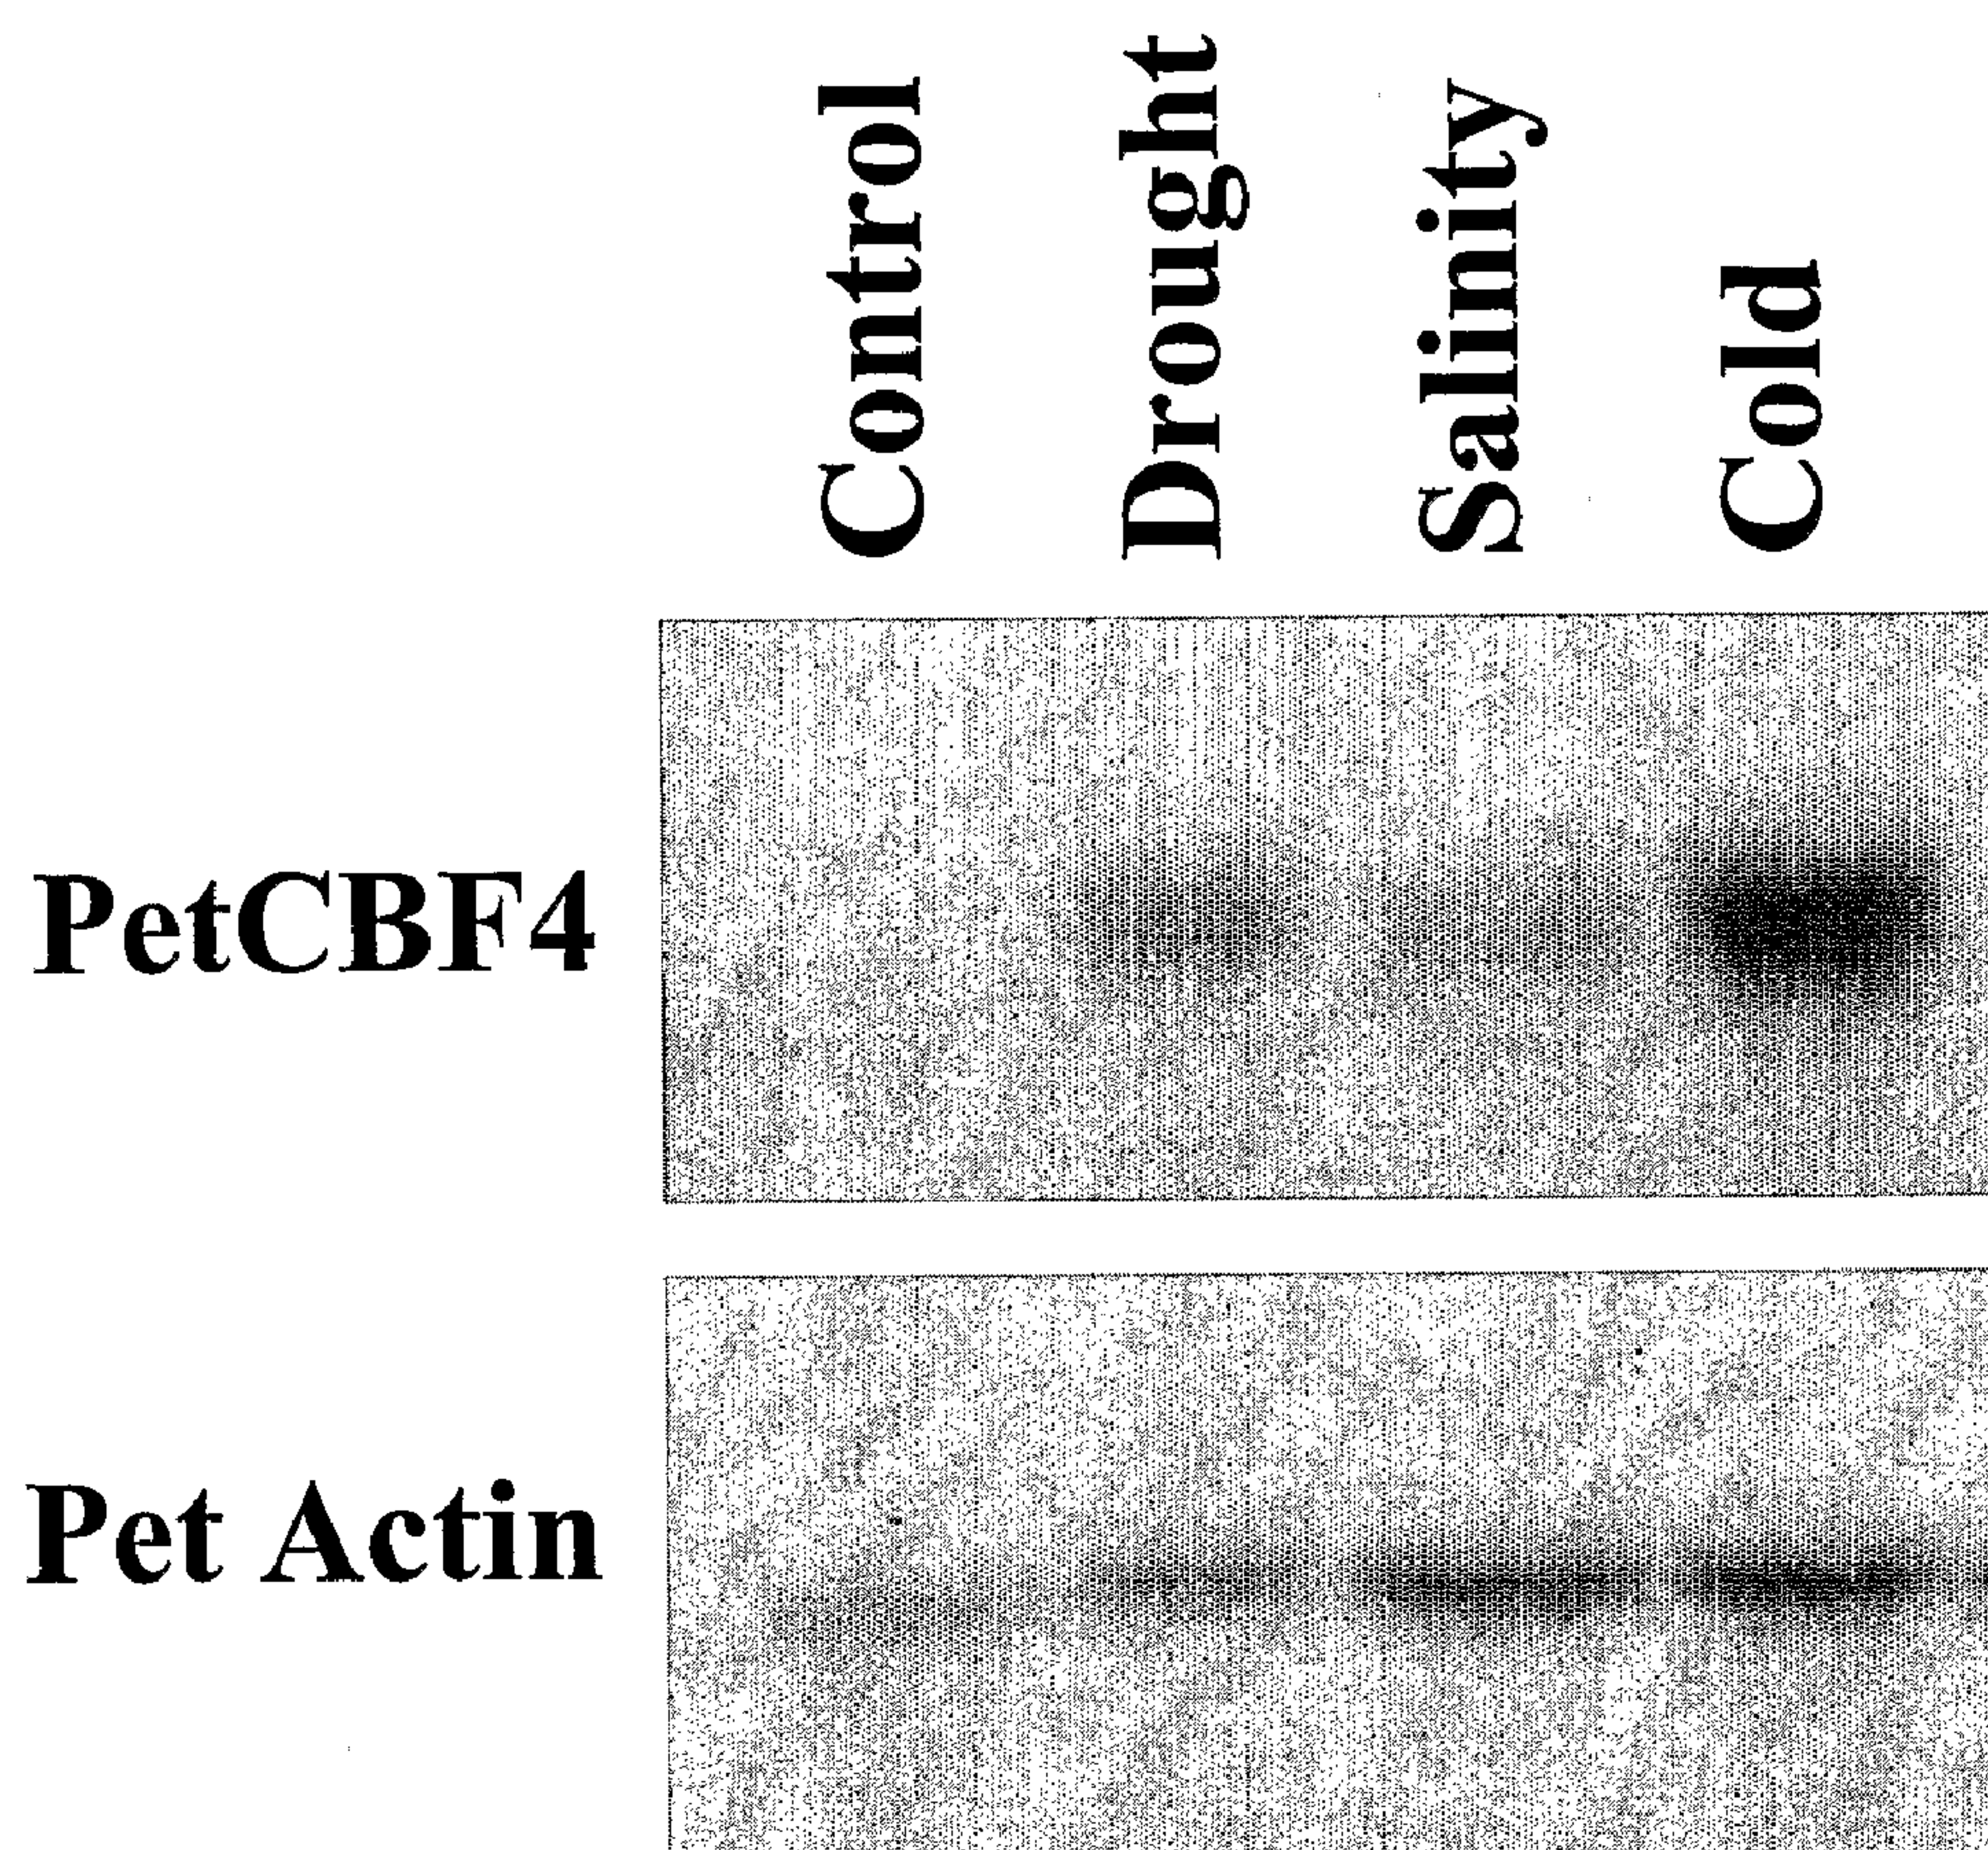 Control
Drought
Salinity
Cold
PetCBF4
Pet Actin